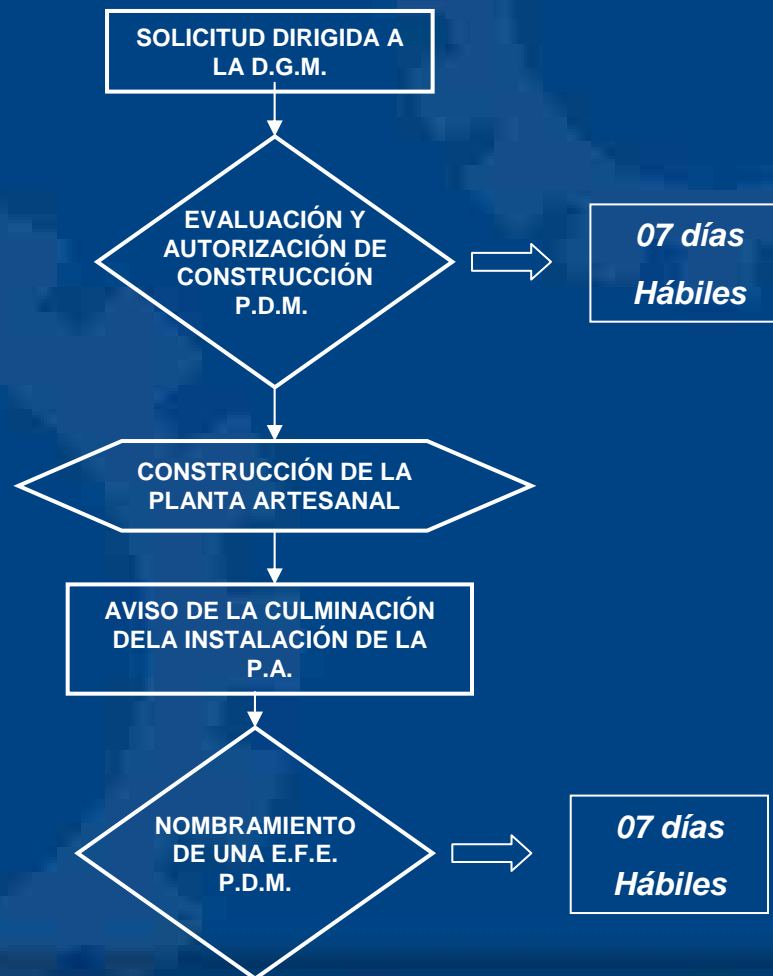 SOLICITUD DIRIGIDA A
LA D.G.M.
EVALUACIÓN Y
AUTORIZACIÓN DE
CONSTRUCCIÓN
P.D.M.
07 días
Hábiles
CONSTRUCCIÓN DE LA
PLANTA ARTESANAL
AVISO DE LA CULMINACIÓN
DELA INSTALACIÓN DE LA
P.A.
NOMBRAMIENTO
DE UNA E.F.E.
P.D.M.
07 días
Hábiles